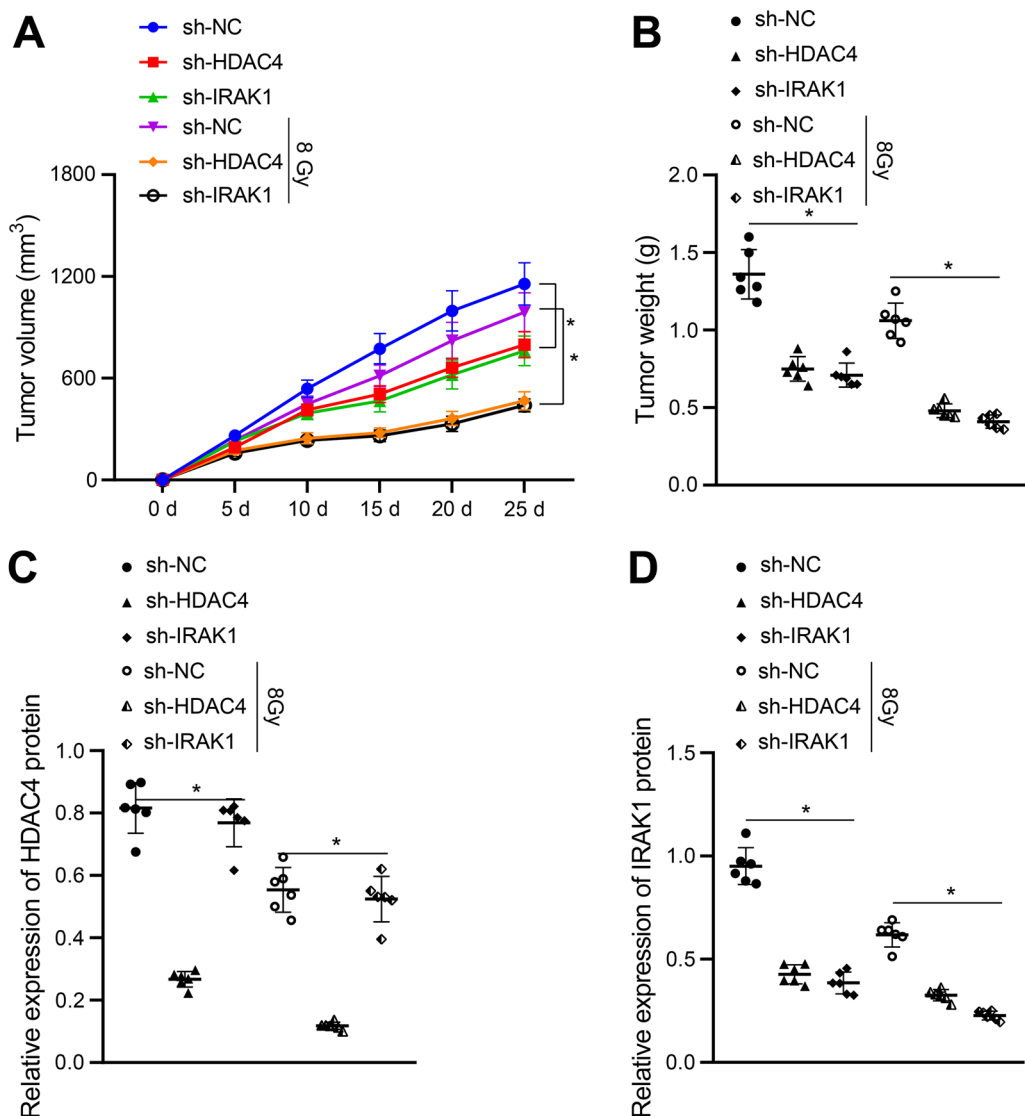 A
sh-NC
sh-HDAC4
sh-IRAK1
sh-NC
sh-HDAC4
sh-IRAK1
8 Gy
Tumor volume (mm³)
1800
1200
600
0
0 d 5 d 10 d 15 d 20 d 25 d
*
*
B
sh-NC
sh-HDAC4
sh-IRAK1
sh-NC
sh-HDAC4
sh-IRAK1
8Gy
Tumor weight (g)
2.0
1.5
1.0
0.5
0.0
*
*
C
sh-NC
sh-HDAC4
sh-IRAK1
sh-NC
sh-HDAC4
sh-IRAK1
8Gy
Relative expression of HDAC4 protein
1.0
0.8
0.6
0.4
0.2
0.0
*
*
D
sh-NC
sh-HDAC4
sh-IRAK1
sh-NC
sh-HDAC4
sh-IRAK1
8Gy
Relative expression of IRAK1 protein
1.5
1.0
0.5
0.0
*
*